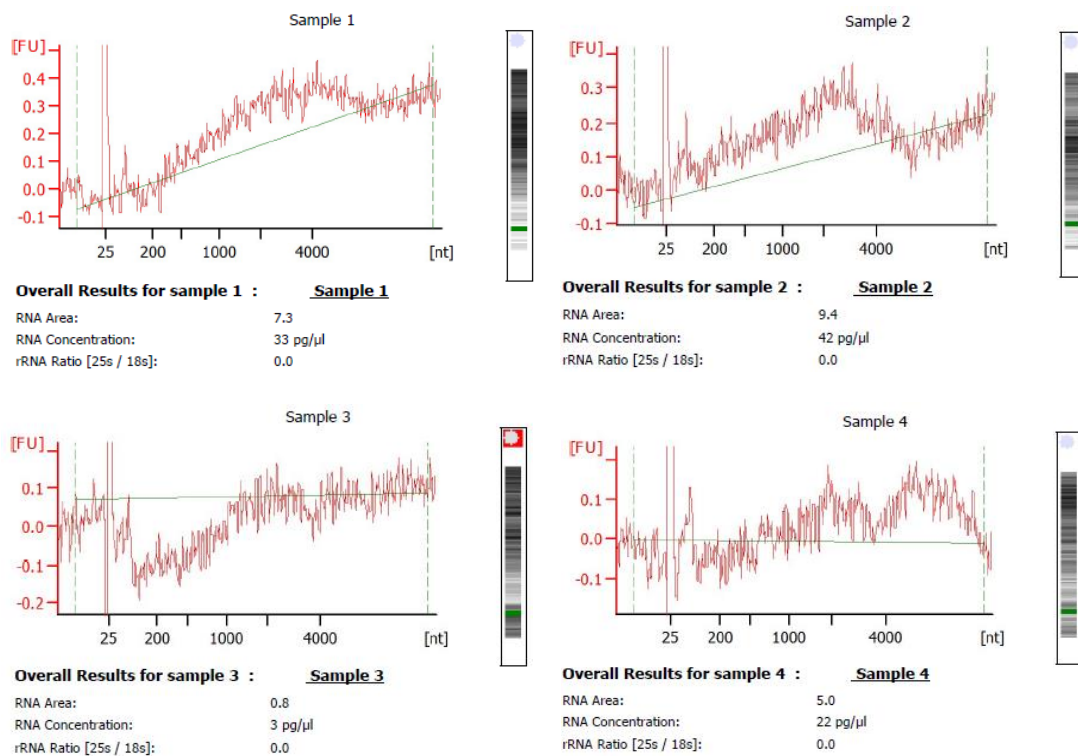 Sample 1
[FU]
0.4
0.3
0.2
0.1
0.0
-0.1
25 200 1000 4000 [nt]
Overall Results for sample 1 : Sample 1
RNA Area: 7.3
RNA Concentration: 33 pg/µl
rRNA Ratio [25s / 18s]: 0.0
Sample 2
[FU]
0.3
0.2
0.1
0.0
-0.1
25 200 1000 4000 [nt]
Overall Results for sample 2 : Sample 2
RNA Area: 9.4
RNA Concentration: 42 pg/µl
rRNA Ratio [25s / 18s]: 0.0
Sample 3
[FU]
0.1
0.0
-0.1
-0.2
25 200 1000 4000 [nt]
Overall Results for sample 3 : Sample 3
RNA Area: 0.8
RNA Concentration: 3 pg/µl
rRNA Ratio [25s / 18s]: 0.0
Sample 4
[FU]
0.1
0.0
-0.1
25 200 1000 4000 [nt]
Overall Results for sample 4 : Sample 4
RNA Area: 5.0
RNA Concentration: 22 pg/µl
rRNA Ratio [25s / 18s]: 0.0